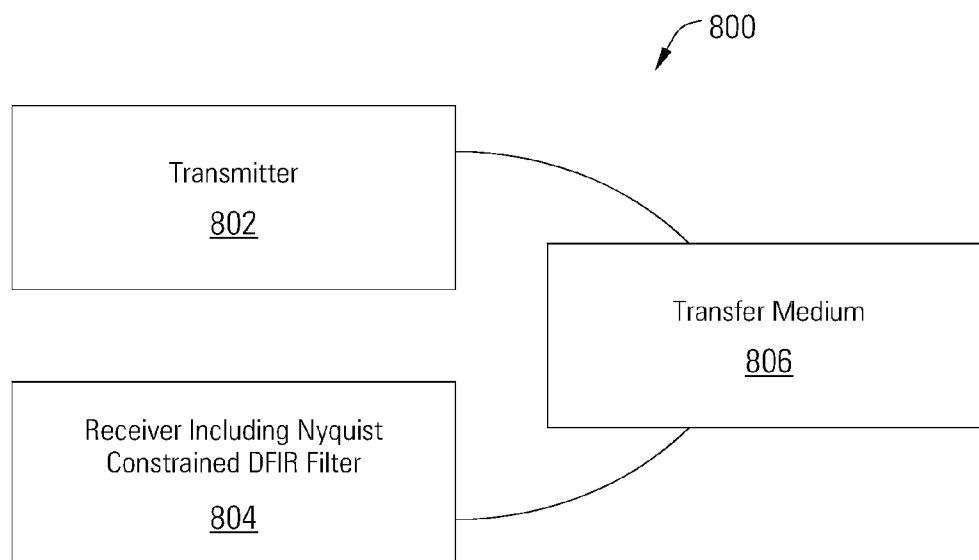 800
Transmitter
802
Transfer Medium
806
Receiver Including Nyquist
Constrained DFIR Filter
804